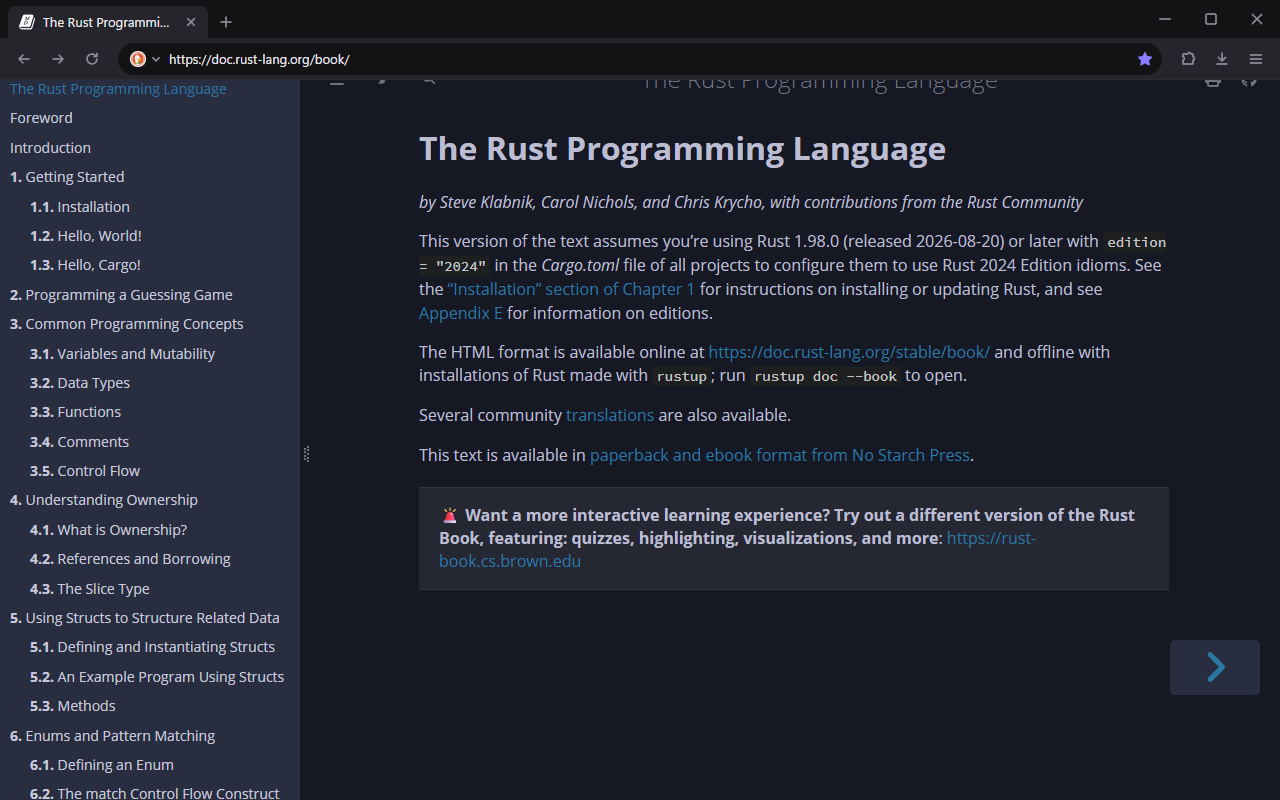 The Rust Programmi...
https://doc.rust-lang.org/book/
The Rust Programming Language
Foreword
Introduction
1. Getting Started
1.1. Installation
1.2. Hello, World!
1.3. Hello, Cargo!
2. Programming a Guessing Game
3. Common Programming Concepts
3.1. Variables and Mutability
3.2. Data Types
3.3. Functions
3.4. Comments
3.5. Control Flow
4. Understanding Ownership
4.1. What is Ownership?
4.2. References and Borrowing
4.3. The Slice Type
5. Using Structs to Structure Related Data
5.1. Defining and Instantiating Structs
5.2. An Example Program Using Structs
5.3. Methods
6. Enums and Pattern Matching
6.1. Defining an Enum
6.2. The match Control Flow Construct
The Rust Programming Language
The Rust Programming Language
by Steve Klabnik, Carol Nichols, and Chris Krycho, with contributions from the Rust Community
This version of the text assumes you’re using Rust 1.98.0 (released 2026-08-20) or later with edition
= "2024" in the Cargo.toml file of all projects to configure them to use Rust 2024 Edition idioms. See
the “Installation” section of Chapter 1 for instructions on installing or updating Rust, and see
Appendix E for information on editions.
The HTML format is available online at https://doc.rust-lang.org/stable/book/ and offline with
installations of Rust made with rustup; run rustup doc --book to open.
Several community translations are also available.
This text is available in paperback and ebook format from No Starch Press.
🚨 Want a more interactive learning experience? Try out a different version of the Rust
Book, featuring: quizzes, highlighting, visualizations, and more: https://rust-
book.cs.brown.edu